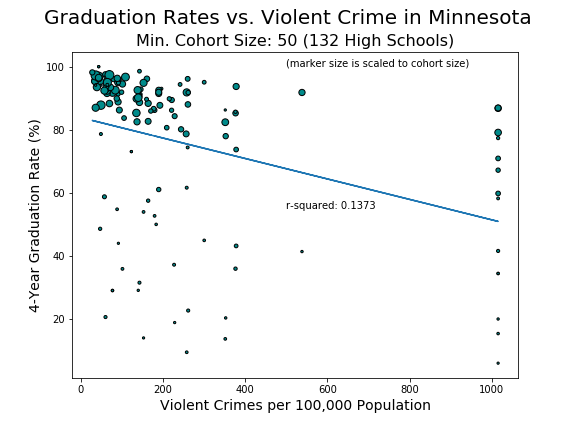 Graduation Rates vs. Violent Crime in Minnesota
Min. Cohort Size: 50 (132 High Schools)
(marker size is scaled to cohort size)
r-squared: 0.1373
4-Year Graduation Rate (%)
100
80
60
40
20
0
200
400
600
800
1000
Violent Crimes per 100,000 Population